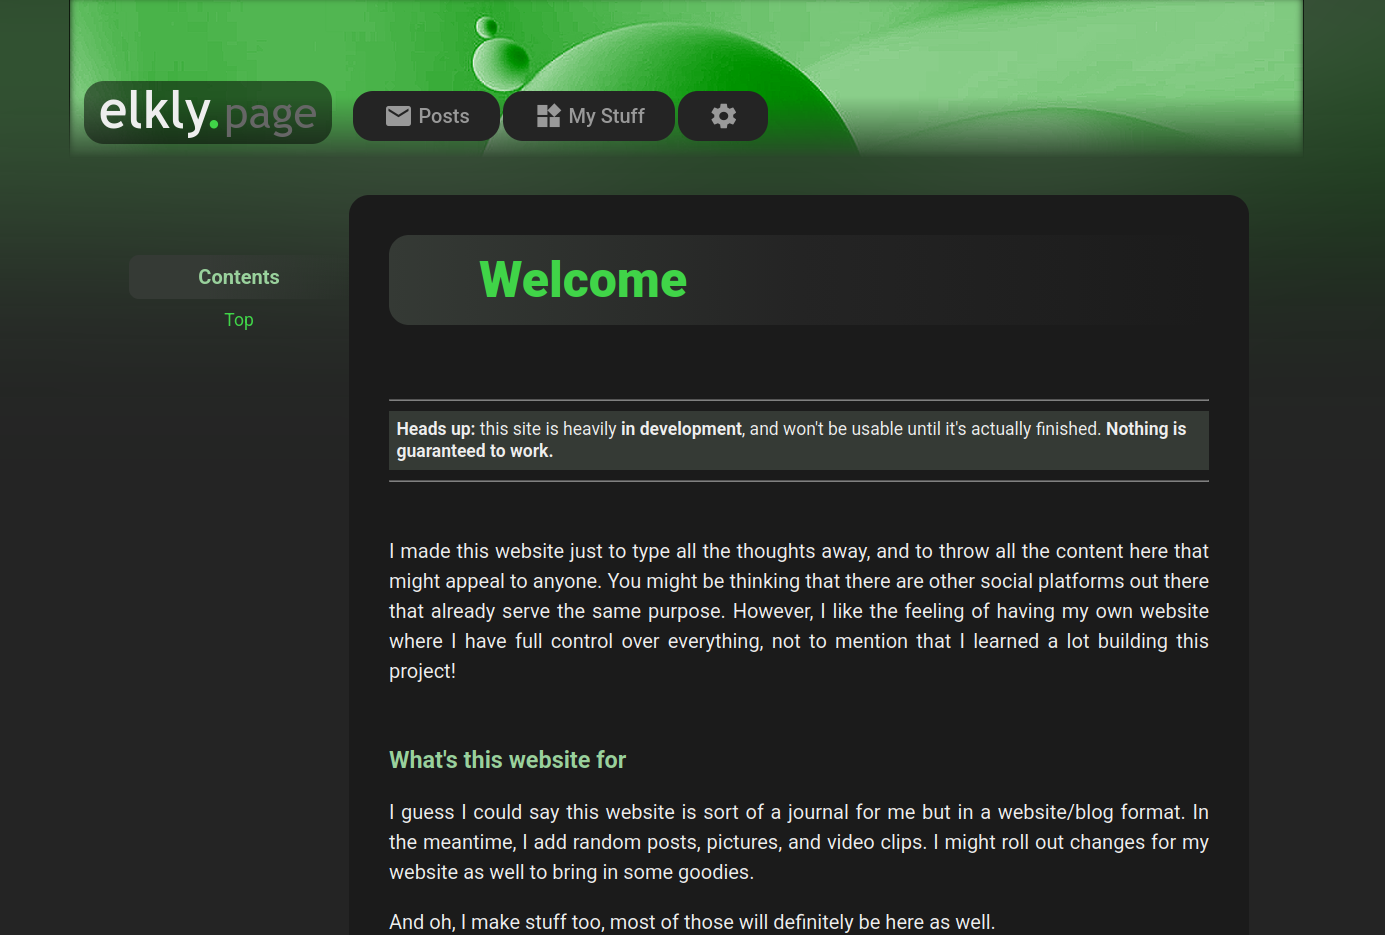 elkly.page
Posts
My Stuff
Contents
Top
Welcome
Heads up: this site is heavily in development, and won't be usable until it's actually finished. Nothing is
guaranteed to work.
I made this website just to type all the thoughts away, and to throw all the content here that
might appeal to anyone. You might be thinking that there are other social platforms out there
that already serve the same purpose. However, I like the feeling of having my own website
where I have full control over everything, not to mention that I learned a lot building this
project!
What's this website for
I guess I could say this website is sort of a journal for me but in a website/blog format. In
the meantime, I add random posts, pictures, and video clips. I might roll out changes for my
website as well to bring in some goodies.
And oh, I make stuff too, most of those will definitely be here as well.